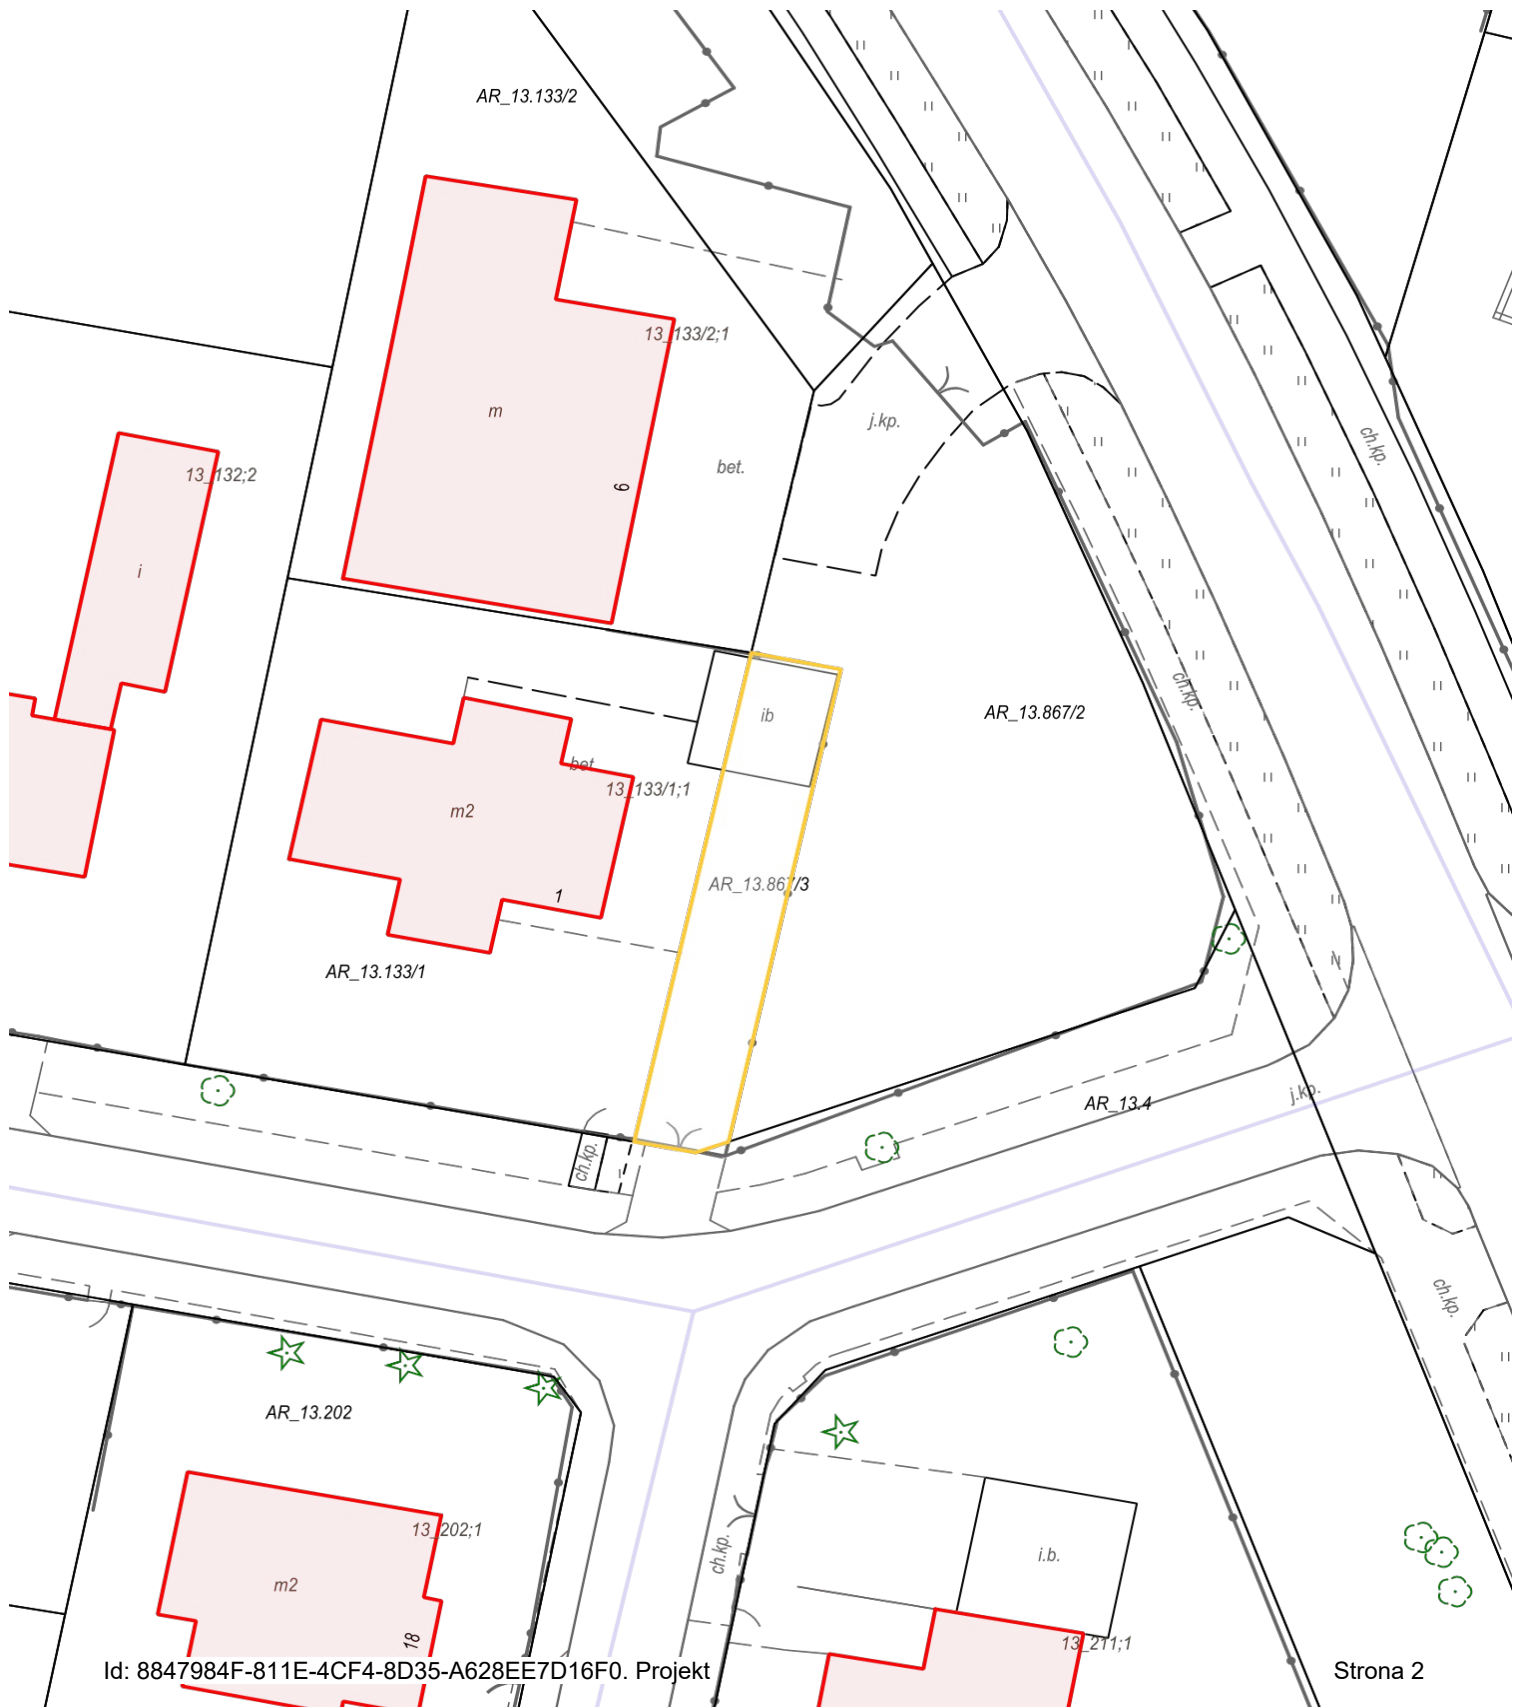 AR_13.133/2
13_133/2;1
m
j.kp.
ch.kp.
bet.
13_132;2
6
i
ch.kp.
AR_13.867/2
ib
bet.
13_133/1;1
m2
AR_13.867/3
1
AR_13.133/1
j.kp.
AR_13.4
ch.kp.
ch.kp.
AR_13.202
13_202;1
ch.kp.
i.b.
m2
18
13_211;1
Id: 8847984F-811E-4CF4-8D35-A628EE7D16F0. Projekt
Strona 2